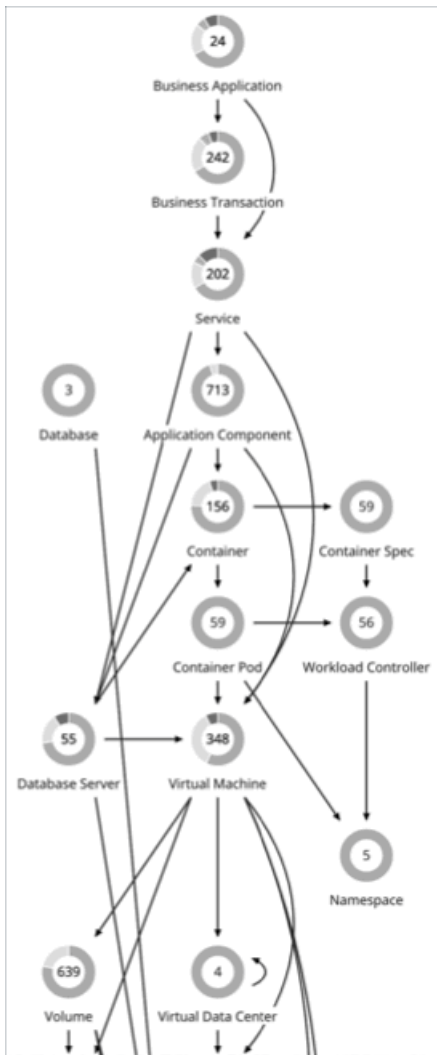 24
Business Application
242
Business Transaction
202
Service
3
Database
713
Application Component
156
Container
59
Container Spec
59
Container Pod
56
Workload Controller
55
Database Server
348
Virtual Machine
5
Namespace
639
Volume
4
Virtual Data Center